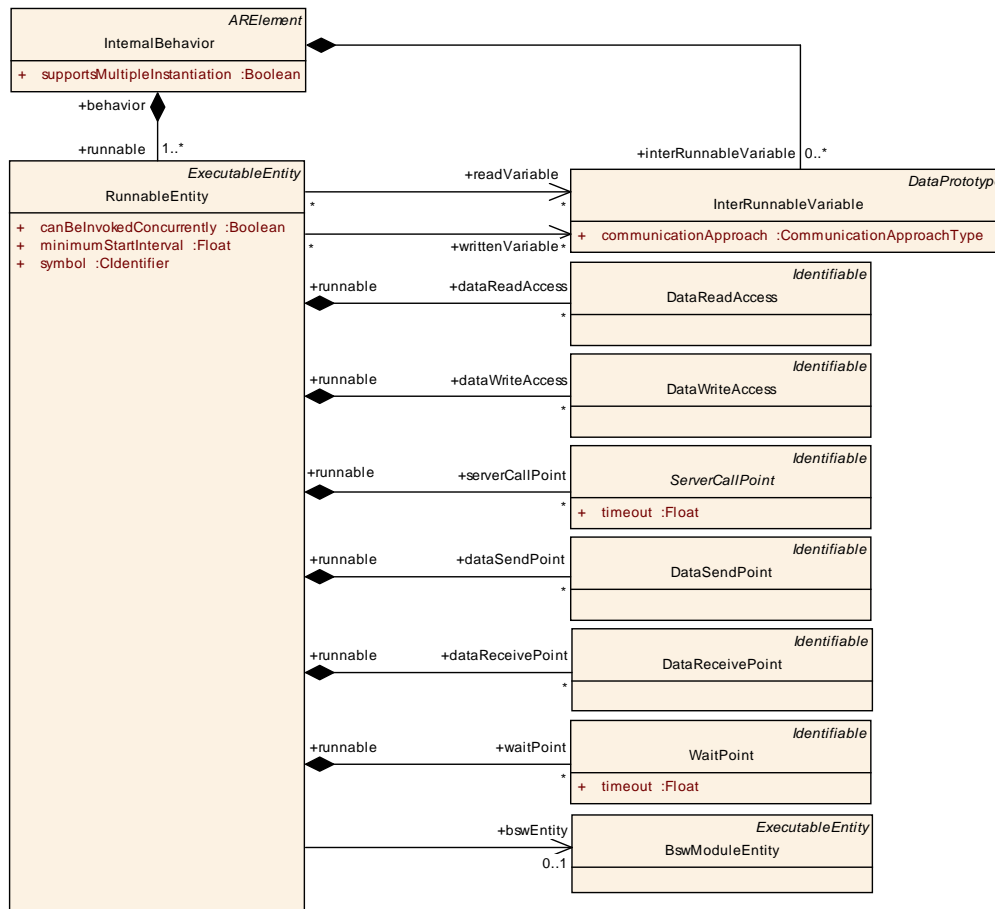 ARElement
InternalBehavior
+ supportsMultipleInstantiation :Boolean
+behavior
+runnable 1..*
+interRunnableVariable 0..*
ExecutableEntity
RunnableEntity
+ canBeInvokedConcurrently :Boolean
+ minimumStartInterval :Float
+ symbol :CIdentifier
+readVariable
* *
* +writtenVariable *
DataPrototype
InterRunnableVariable
+ communicationApproach :CommunicationApproachType
+runnable +dataReadAccess
*
Identifiable
DataReadAccess
+runnable +dataWriteAccess
*
Identifiable
DataWriteAccess
+runnable +serverCallPoint
*
Identifiable
ServerCallPoint
+ timeout :Float
+runnable +dataSendPoint
*
Identifiable
DataSendPoint
+runnable +dataReceivePoint
*
Identifiable
DataReceivePoint
+runnable +waitPoint
*
Identifiable
WaitPoint
+ timeout :Float
+bswEntity
0..1
ExecutableEntity
BswModuleEntity